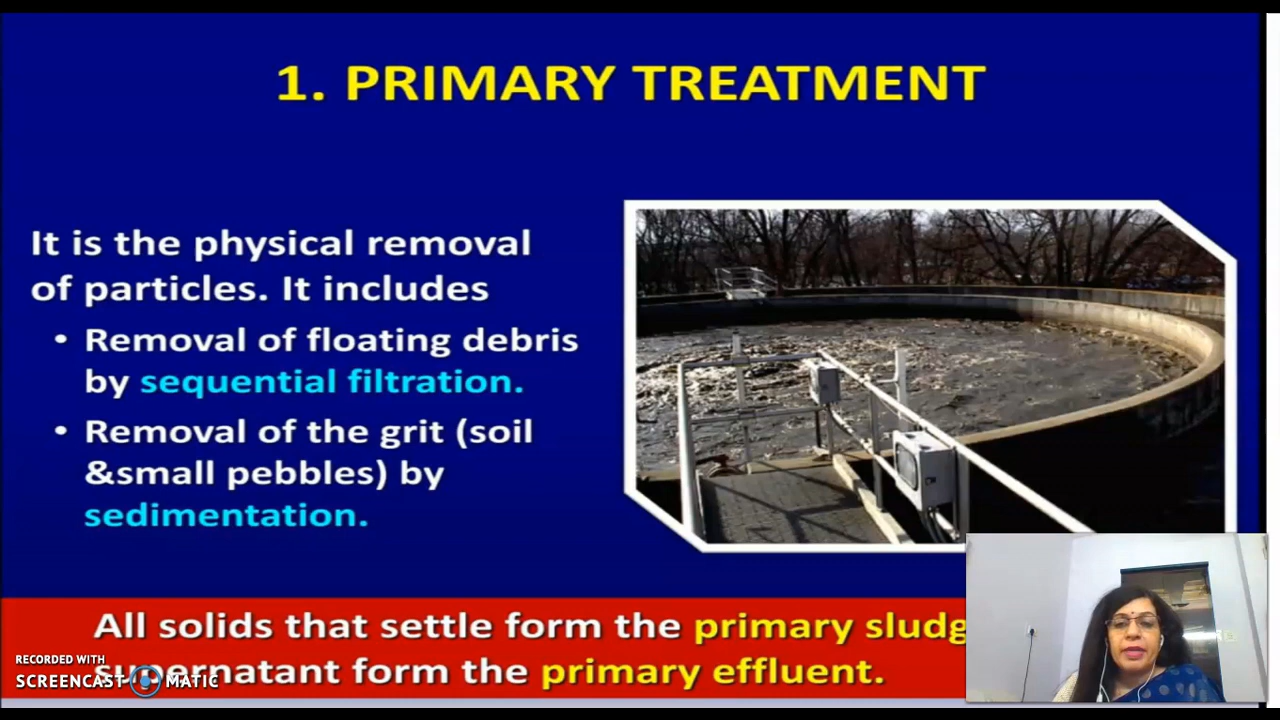 1. PRIMARY TREATMENT
It is the physical removal
of particles. It includes
• Removal of floating debris
by sequential filtration.
• Removal of the grit (soil
&small pebbles) by
sedimentation.
All solids that settle form the primary
supernatant form the primary effluent.
RECORDED WITH
SCREENCAST MATIC